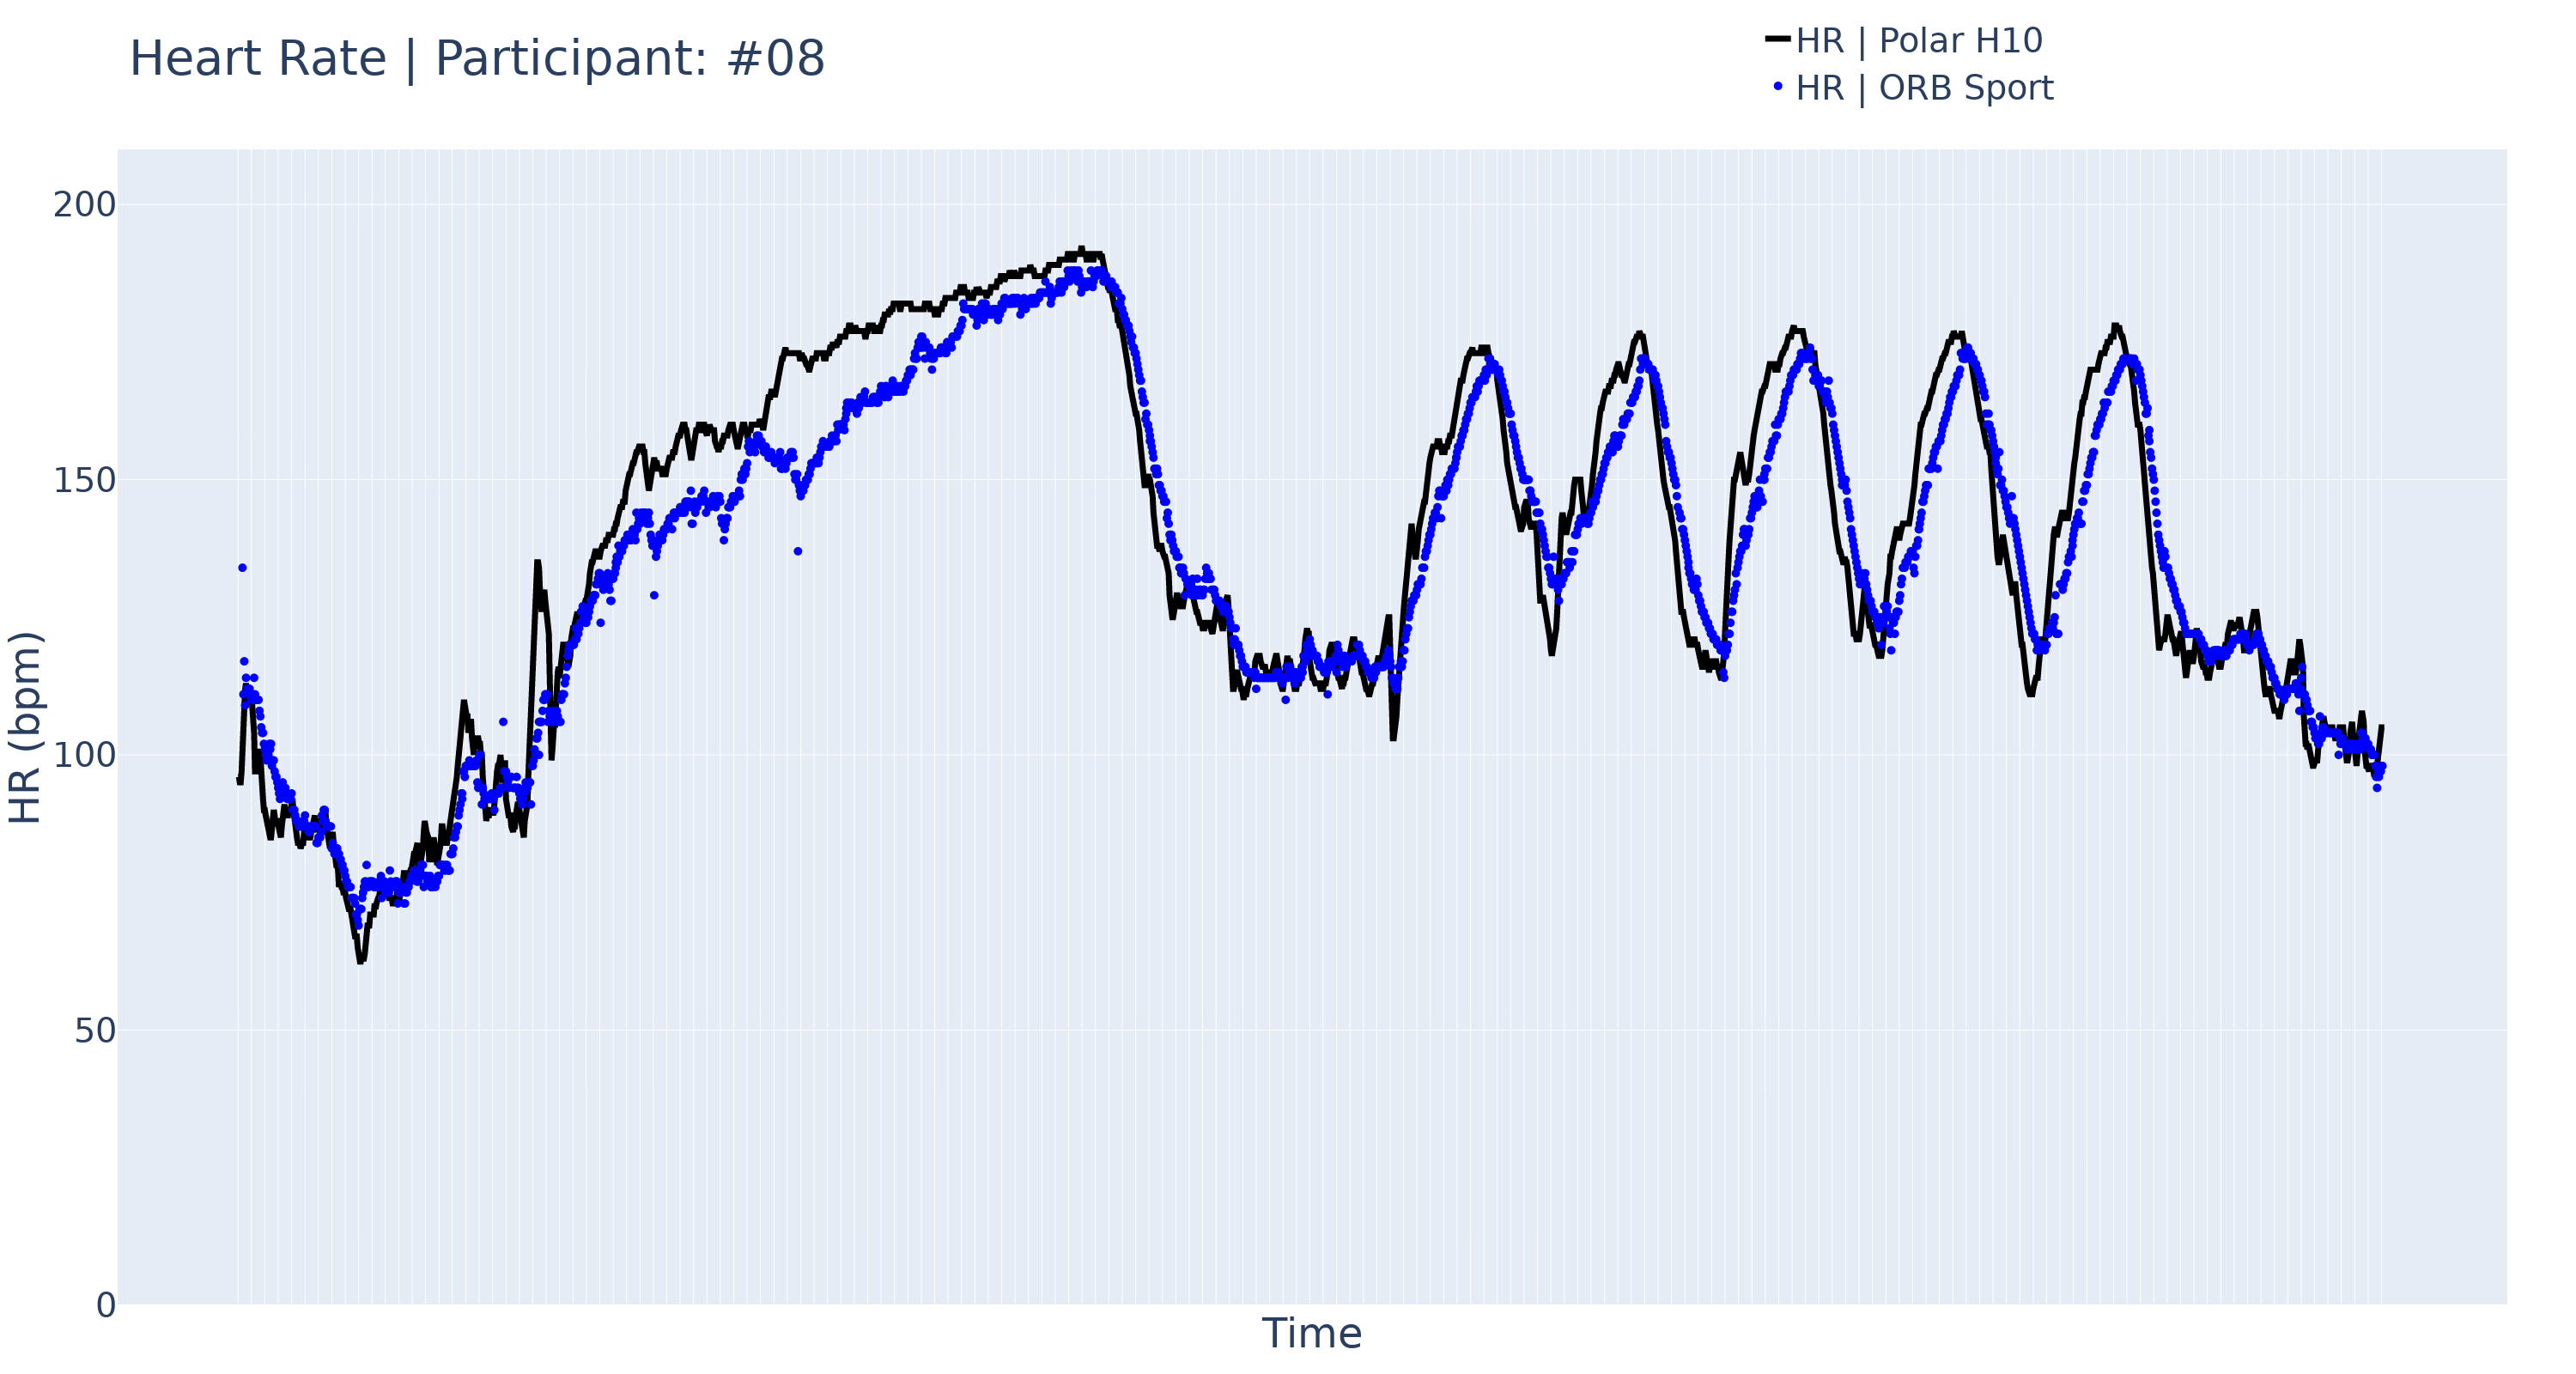 Heart Rate | Participant: #08
HR | Polar H10
HR | ORB Sport
200
150
100
50
0
HR (bpm)
Time